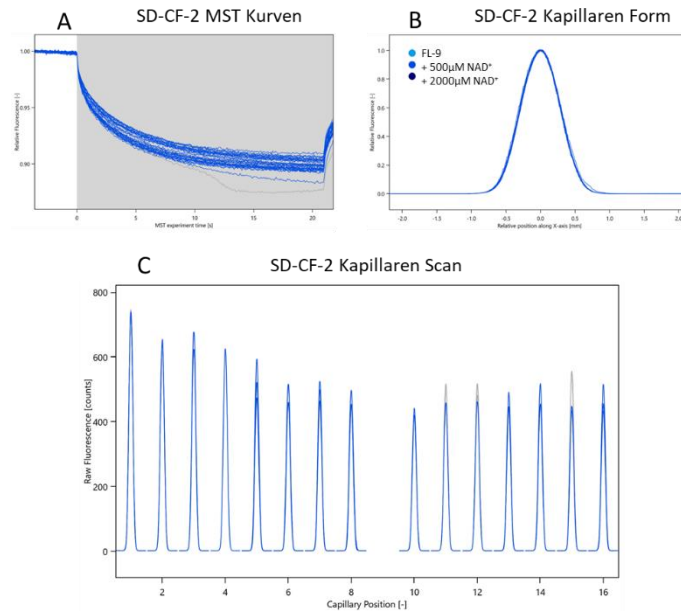 A SD-CF-2 MST Kurven
1.00
0.95
0.90
Relative Fluorescence [-]
0 10 20
MST experiment time [s]
B SD-CF-2 Kapillaren Form
FL-9
+ 500µM NAD⁺
+ 2000µM NAD⁺
1.0
0.8
0.6
0.4
0.2
0.0
Relative Fluorescence [-]
-2.0 -1.5 -1.0 -0.5 0.0 0.5 1.0 1.5 2.0
Relative position along X-axis [mm]
C SD-CF-2 Kapillaren Scan
800
600
400
200
0
Raw Fluorescence [counts]
2 4 6 8 10 12 14 16
Capillary Position [-]